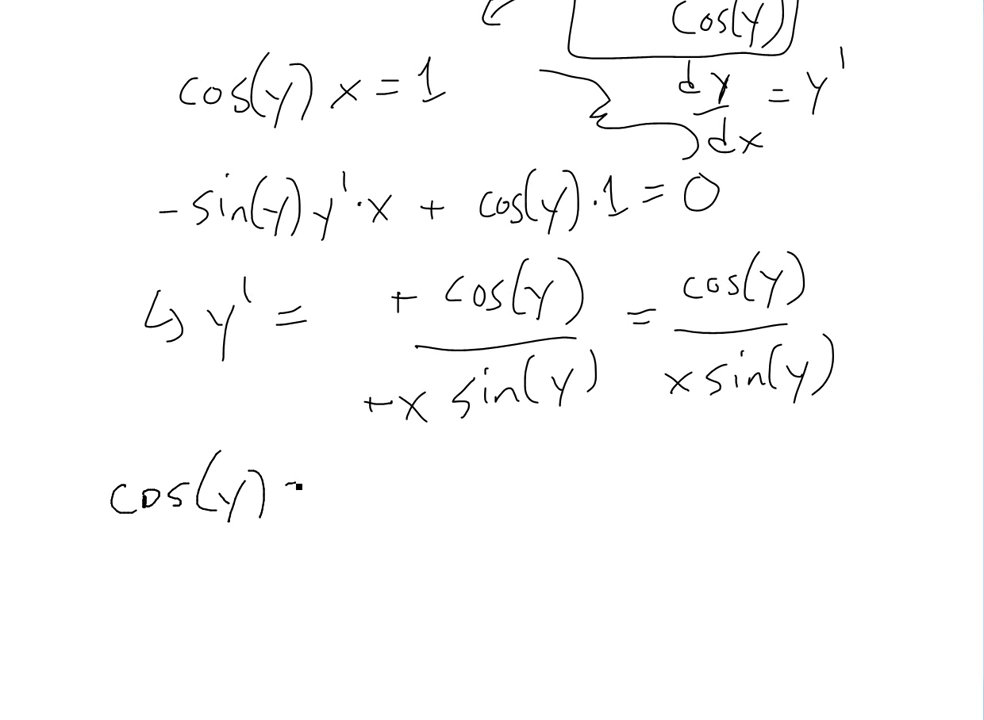 cos(y)
cos(y) x = 1
dy/dx = y'
- sin(y) y' · x + cos(y) · 1 = 0
↳ y' = + cos(y) / +x sin(y) = cos(y) / x sin(y)
cos(y) -